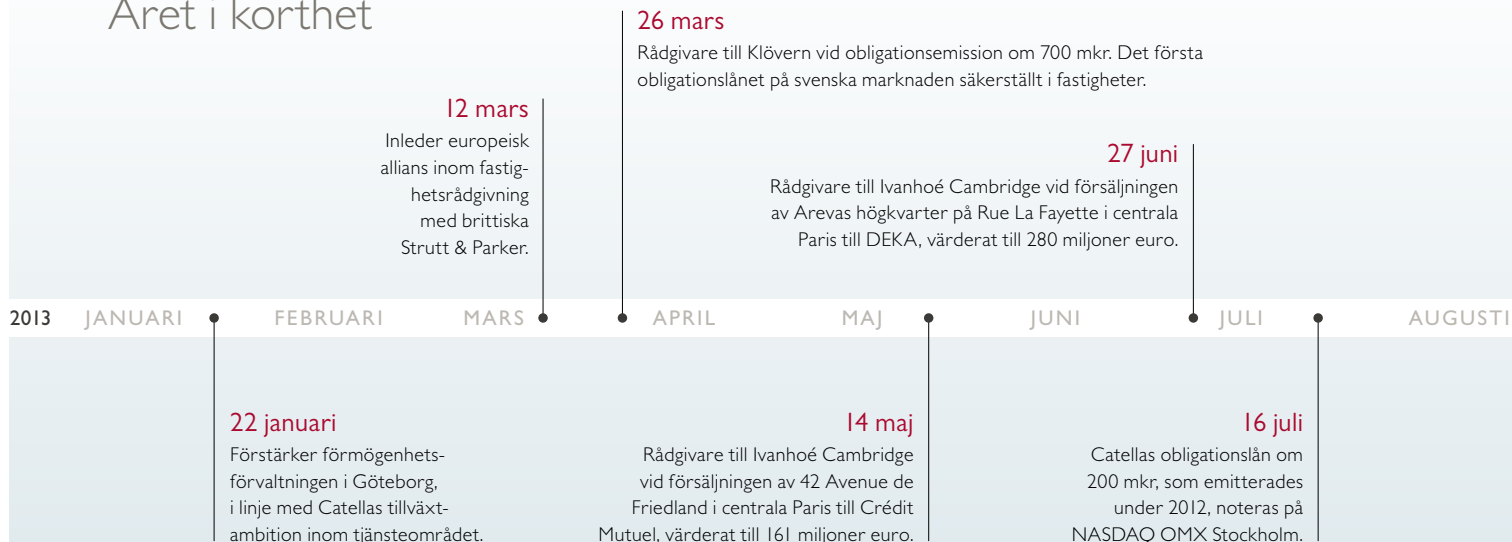 Året i korthet
26 mars
Rådgivare till Klövern vid obligationsemission om 700 mkr. Det första
obligationslånet på svenska marknaden säkerställt i fastigheter.
12 mars
Inleder europeisk
allians inom fastig-
hetsrådgivning
med brittiska
Strutt & Parker.
27 juni
Rådgivare till Ivanhoé Cambridge vid försäljningen
av Arevas högkvarter på Rue La Fayette i centrala
Paris till DEKA, värderat till 280 miljoner euro.
2013 JANUARI FEBRUARI MARS APRIL MAJ JUNI JULI AUGUSTI
22 januari
Förstärker förmögenhets-
förvaltningen i Göteborg,
i linje med Catellas tillväxt-
ambition inom tjänsteområdet.
14 maj
Rådgivare till Ivanhoé Cambridge
vid försäljningen av 42 Avenue de
Friedland i centrala Paris till Crédit
Mutuel, värderat till 161 miljoner euro.
16 juli
Catellas obligationslån om
200 mkr, som emitterades
under 2012, noteras på
NASDAQ OMX Stockholm.